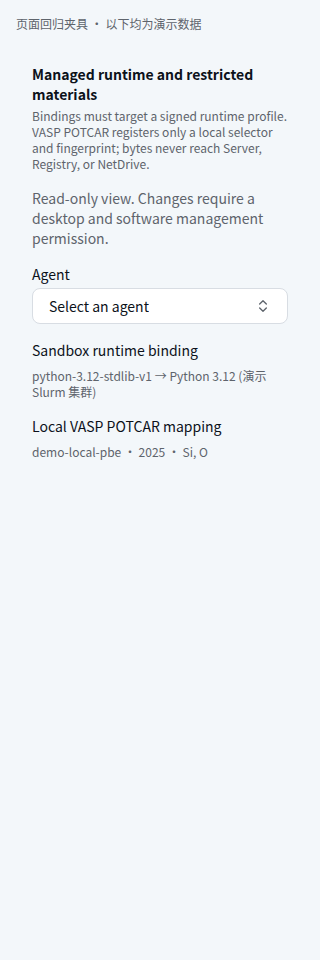 页面回归夹具 · 以下均为演示数据
Managed runtime and restricted
materials
Bindings must target a signed runtime profile.
VASP POTCAR registers only a local selector
and fingerprint; bytes never reach Server,
Registry, or NetDrive.
Read-only view. Changes require a
desktop and software management
permission.
Agent
Select an agent
Sandbox runtime binding
python-3.12-stdlib-v1 → Python 3.12 (演示
Slurm 集群)
Local VASP POTCAR mapping
demo-local-pbe · 2025 · Si, O